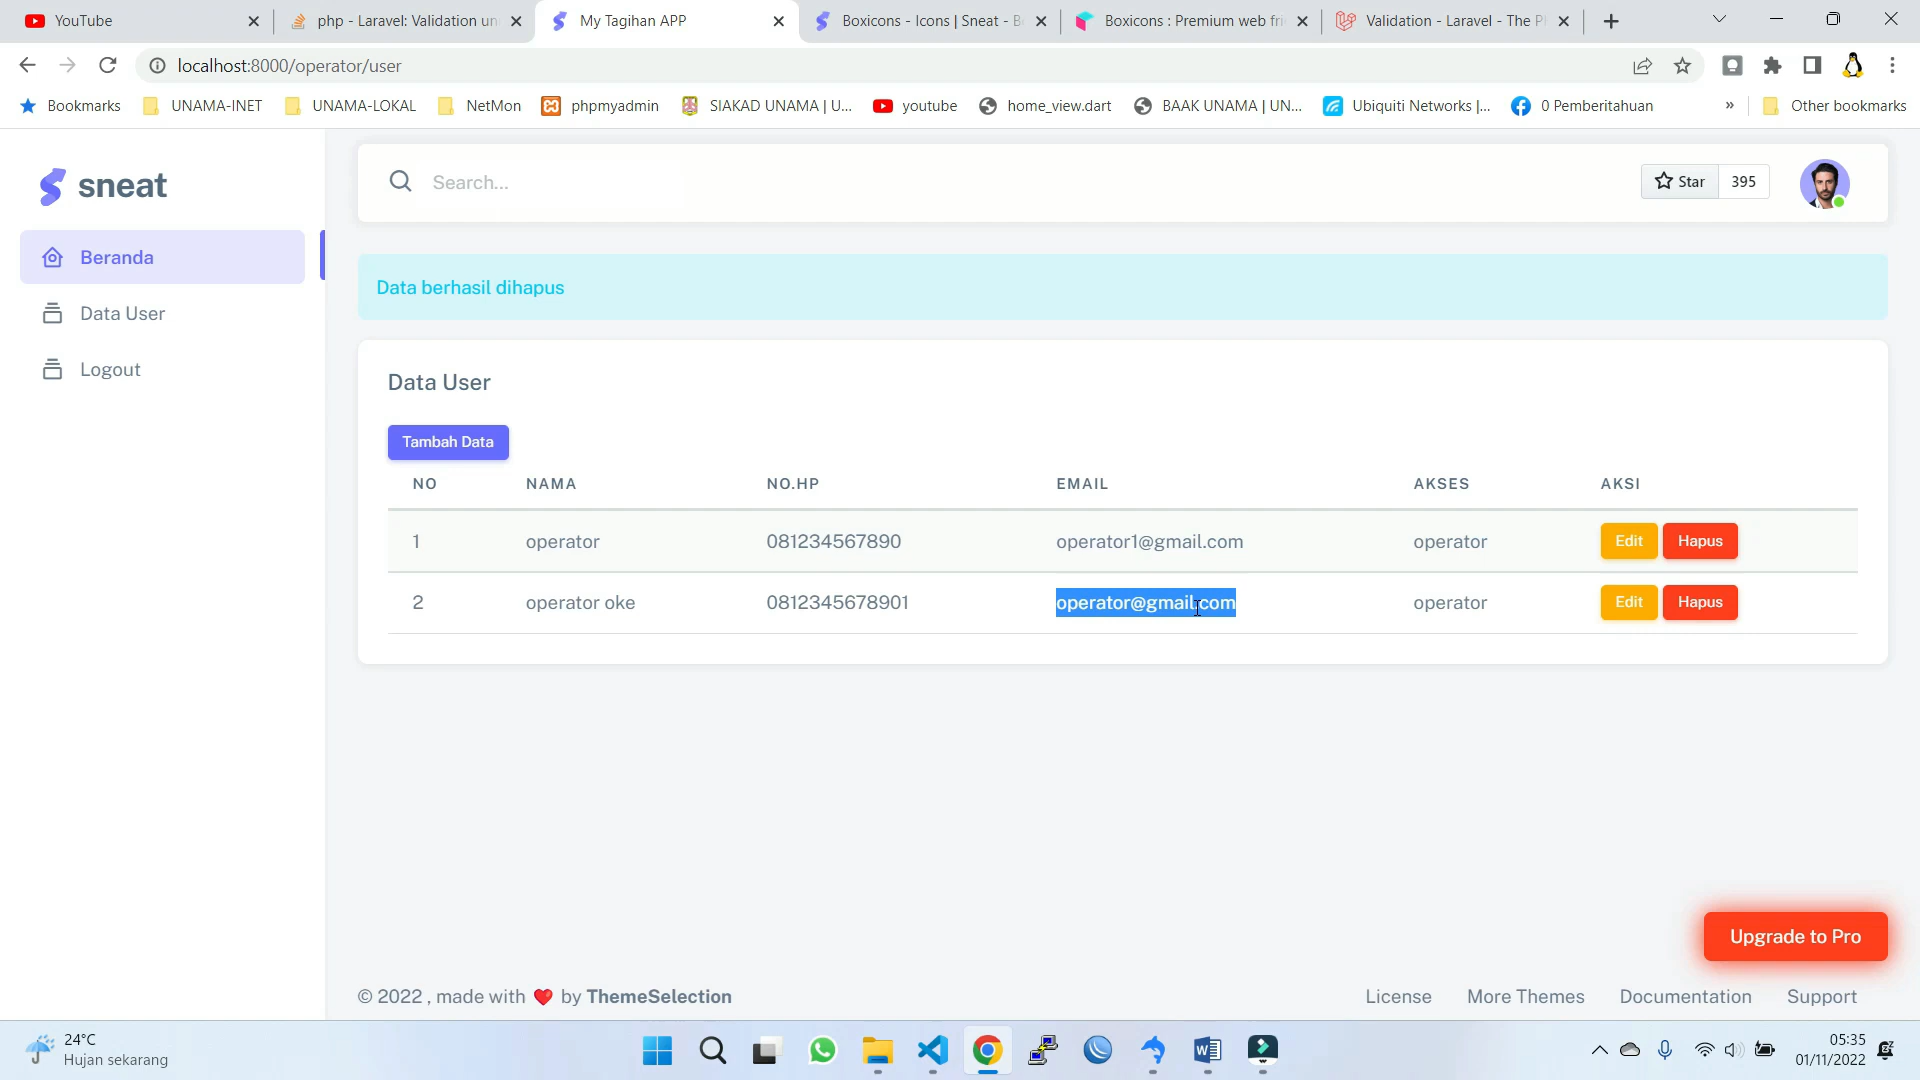 YouTube
php - Laravel: Validation un
My Tagihan APP
Boxicons - Icons | Sneat - B
Boxicons : Premium web fri
Validation - Laravel - The P
localhost:8000/operator/user
Bookmarks
UNAMA-INET
UNAMA-LOKAL
NetMon
phpmyadmin
SIAKAD UNAMA | U...
youtube
home_view.dart
BAAK UNAMA | UN...
Ubiquiti Networks |...
0 Pemberitahuan
»
Other bookmarks
sneat
Search...
Star 395
Beranda
Data User
Logout
Data berhasil dihapus
Data User
Tambah Data
NO NAMA NO.HP EMAIL AKSES AKSI
1 operator 081234567890 operator1@gmail.com operator Edit Hapus
2 operator oke 0812345678901 operator@gmail.com operator Edit Hapus
Upgrade to Pro
© 2022 , made with ❤️ by ThemeSelection
License More Themes Documentation Support
24°C
Hujan sekarang
05:35
01/11/2022